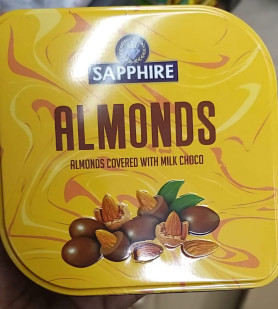 SAPPHIRE
ALMONDS
ALMONDS COVERED WITH MILK CHOCO